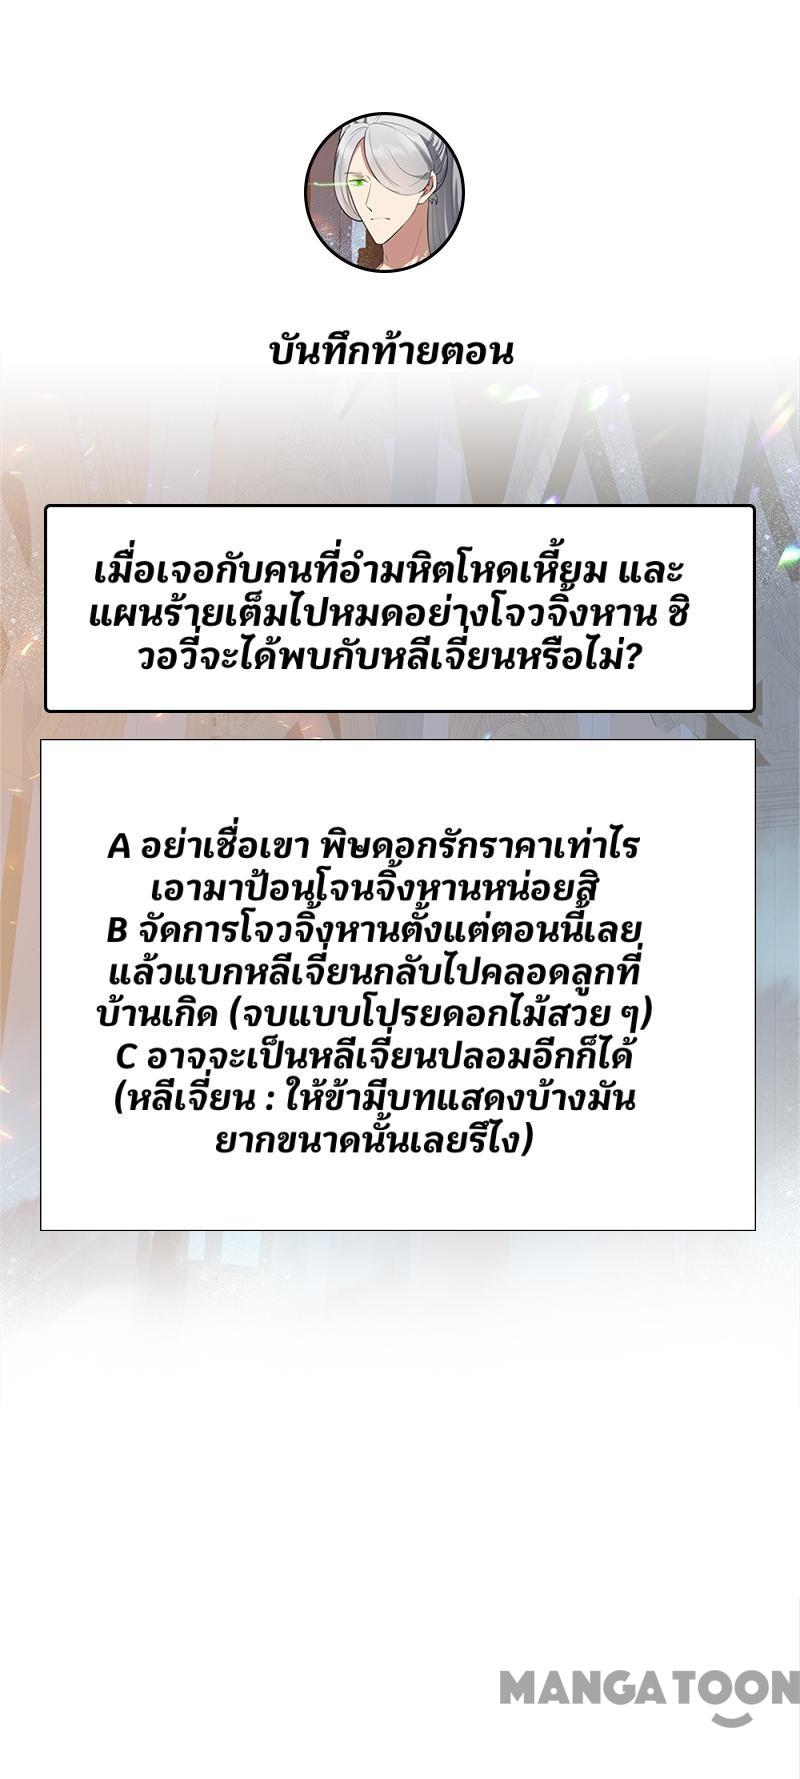 บันทึกท้ายตอน
เมื่อเจอกับคนที่อำมหิตโหดเหี้ยม และ
แผนร้ายเต็มไปหมดอย่างโจวจิ้งหาน ซิ
วอวี่จะได้พบกับหลีเจี่ยนหรือไม่?
A อย่าเชื่อเขา พิษดอกรักราคาเท่าไร
เอามาป้อนโจนจิ้งหานหน่อยสิ
B จัดการโจวจิ้งหานตั้งแต่ตอนนี้เลย
แล้วแบกหลีเจี่ยนกลับไปคลอดลูกที่
บ้านเกิด (จบแบบโปรยดอกไม้สวย ๆ)
C อาจจะเป็นหลีเจี่ยนปลอมอีกก็ได้
(หลีเจี่ยน : ให้ข้ามีบทแสดงบ้างมัน
ยากขนาดนั้นเลยรึไง)
MANGATOON